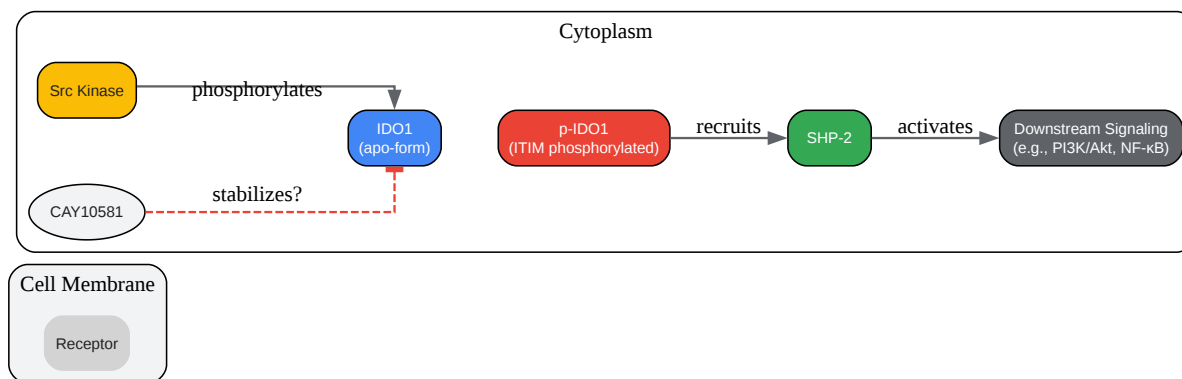 Cytoplasm
Src Kinase
phosphorylates
IDO1
(apo-form)
p-IDO1
(ITIM phosphorylated)
recruits
SHP-2
activates
Downstream Signaling
(e.g., PI3K/Akt, NF-κB)
stabilizes?
CAY10581
Cell Membrane
Receptor